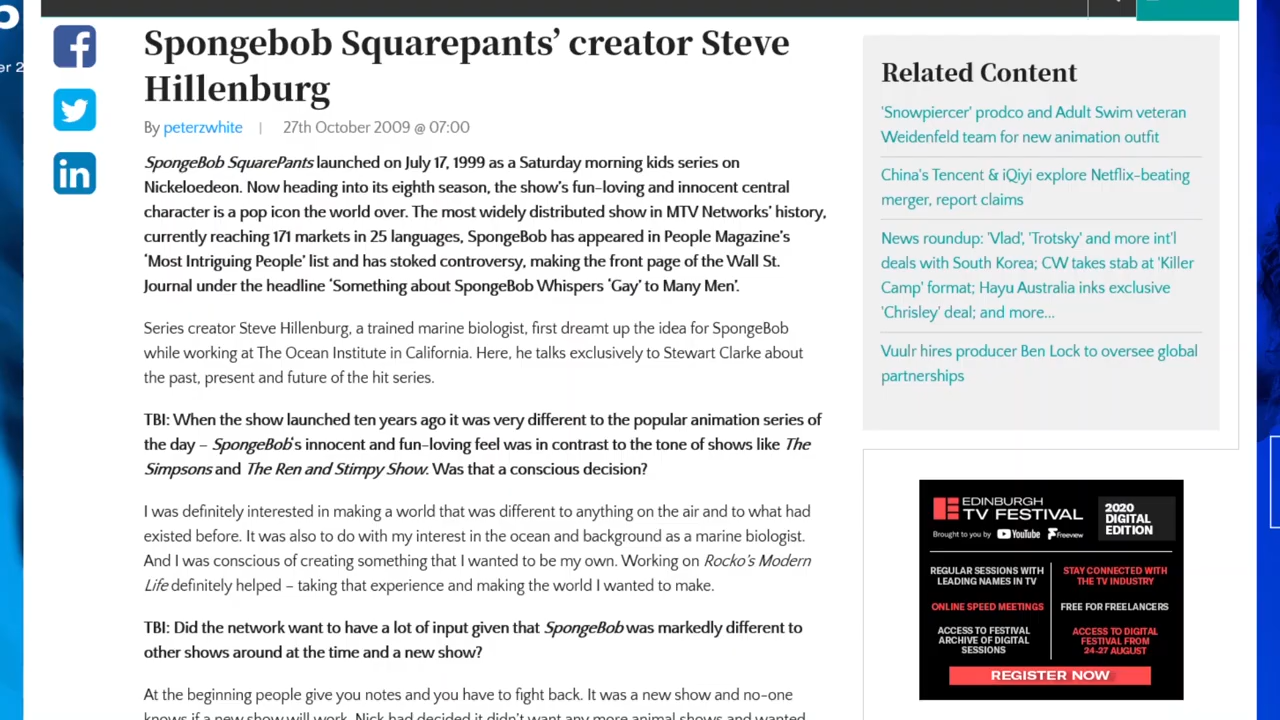 er 2
Spongebob Squarepants’ creator Steve
Hillenburg
By peterzwhite | 27th October 2009 @ 07:00
SpongeBob SquarePants launched on July 17, 1999 as a Saturday morning kids series on
Nickeloedeon. Now heading into its eighth season, the show’s fun-loving and innocent central
character is a pop icon the world over. The most widely distributed show in MTV Networks’ history,
currently reaching 171 markets in 25 languages, SpongeBob has appeared in People Magazine’s
‘Most Intriguing People’ list and has stoked controversy, making the front page of the Wall St.
Journal under the headline ‘Something about SpongeBob Whispers ‘Gay’ to Many Men’.
Series creator Steve Hillenburg, a trained marine biologist, first dreamt up the idea for SpongeBob
while working at The Ocean Institute in California. Here, he talks exclusively to Stewart Clarke about
the past, present and future of the hit series.
TBI: When the show launched ten years ago it was very different to the popular animation series of
the day – SpongeBob’s innocent and fun-loving feel was in contrast to the tone of shows like The
Simpsons and The Ren and Stimpy Show. Was that a conscious decision?
I was definitely interested in making a world that was different to anything on the air and to what had
existed before. It was also to do with my interest in the ocean and background as a marine biologist.
And I was conscious of creating something that I wanted to be my own. Working on Rocko’s Modern
Life definitely helped – taking that experience and making the world I wanted to make.
TBI: Did the network want to have a lot of input given that SpongeBob was markedly different to
other shows around at the time and a new show?
At the beginning people give you notes and you have to fight back. It was a new show and no-one
knows if a new show will work. Nick had decided it didn’t want any more animal shows and wanted
Related Content
'Snowpiercer' prodco and Adult Swim veteran
Weidenfeld team for new animation outfit
China's Tencent & iQiyi explore Netflix-beating
merger, report claims
News roundup: 'Vlad', 'Trotsky' and more int'l
deals with South Korea; CW takes stab at 'Killer
Camp' format; Hayu Australia inks exclusive
'Chrisley' deal; and more...
Vuulr hires producer Ben Lock to oversee global
partnerships
EDINBURGH
TV FESTIVAL
2020
DIGITAL
EDITION
Brought to you by YouTube Freeview
REGULAR SESSIONS WITH
LEADING NAMES IN TV
STAY CONNECTED WITH
THE TV INDUSTRY
ONLINE SPEED MEETINGS
FREE FOR FREELANCERS
ACCESS TO FESTIVAL
ARCHIVE OF DIGITAL
SESSIONS
ACCESS TO DIGITAL
FESTIVAL FROM
24-27 AUGUST
REGISTER NOW